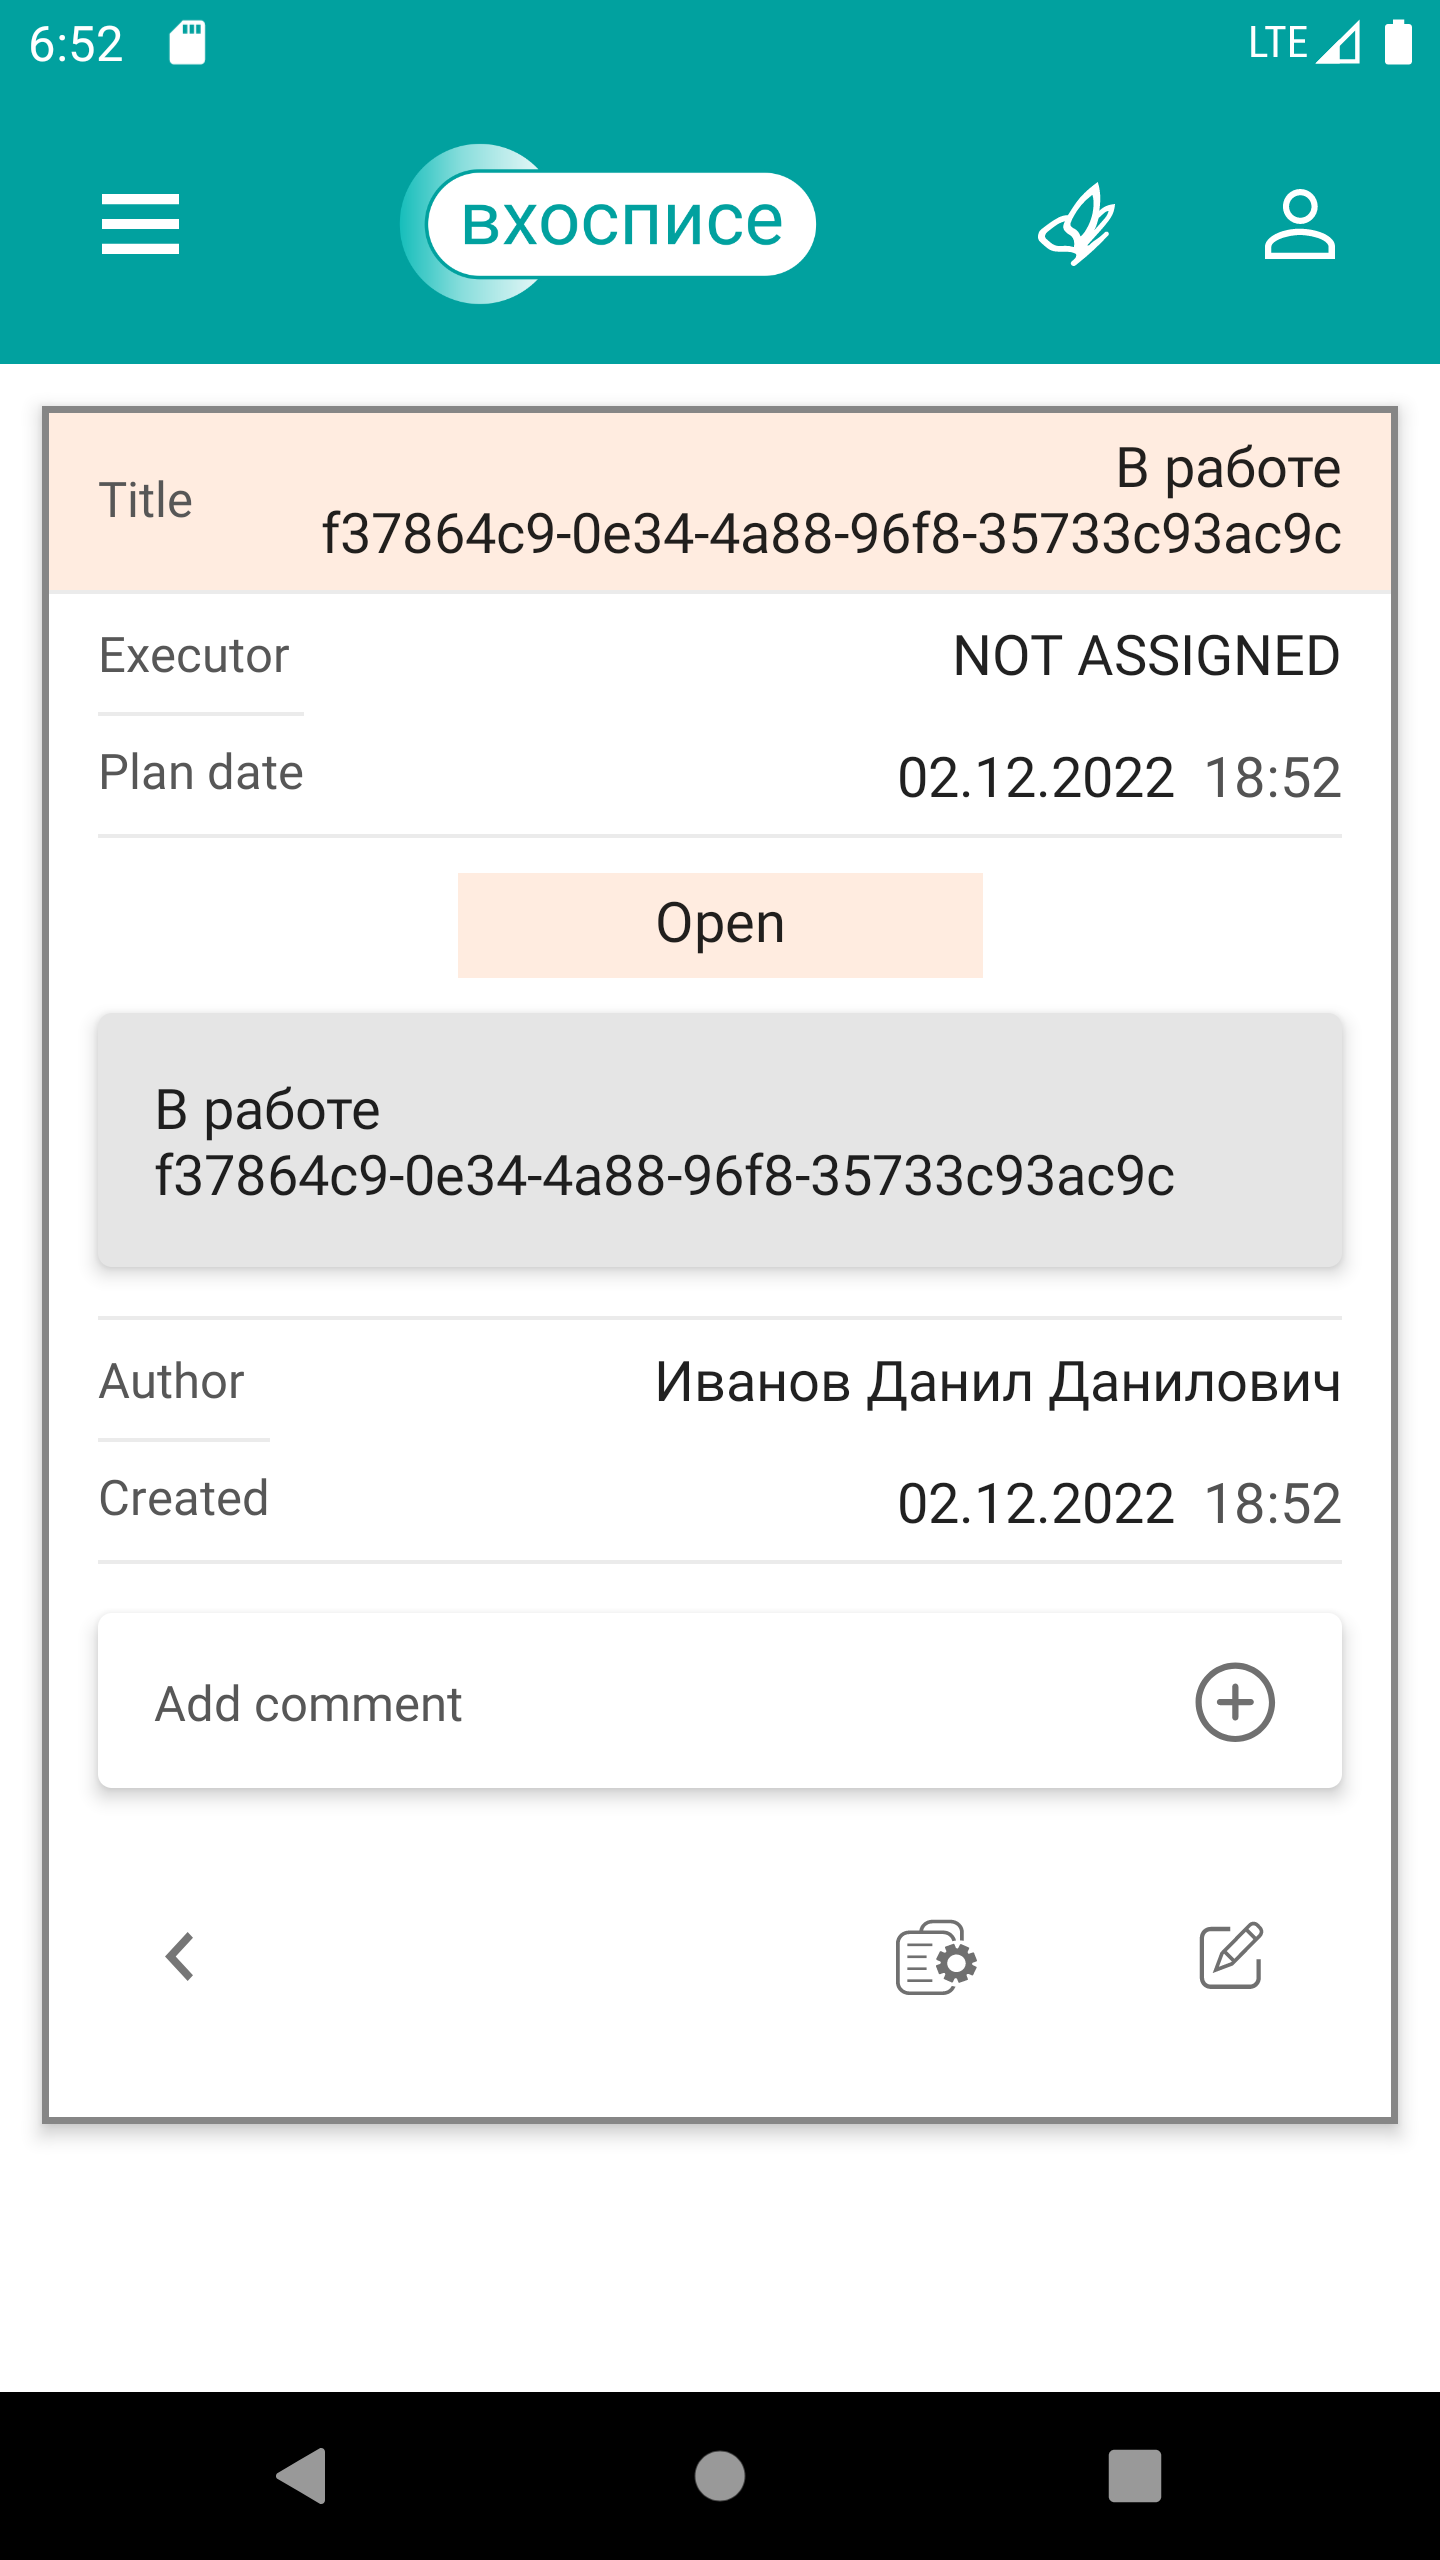 6:52 LTE
вхосписе
Title
В работе
f37864c9-0e34-4a88-96f8-35733c93ac9c
Executor NOT ASSIGNED
Plan date 02.12.2022 18:52
Open
В работе
f37864c9-0e34-4a88-96f8-35733c93ac9c
Author Иванов Данил Данилович
Created 02.12.2022 18:52
Add comment